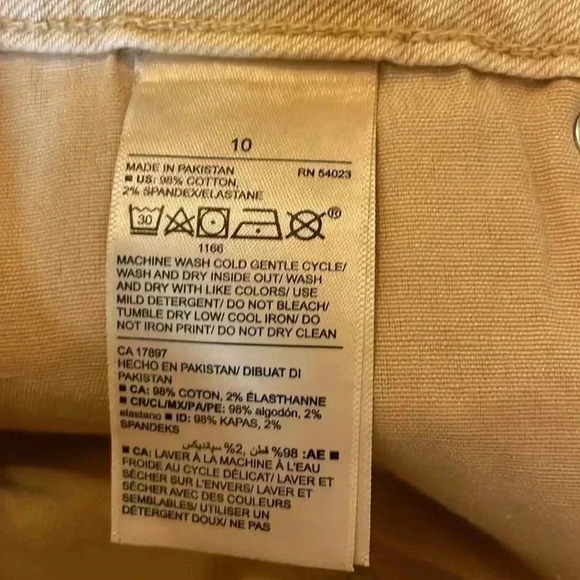 10
MADE IN PAKISTAN RN 54023
■ US: 98% COTTON,
2% SPANDEX/ELASTANE
30 ®
1166
MACHINE WASH COLD GENTLE CYCLE/
WASH AND DRY INSIDE OUT/ WASH
AND DRY WITH LIKE COLORS/ USE
MILD DETERGENT/ DO NOT BLEACH/
TUMBLE DRY LOW/ COOL IRON/ DO
NOT IRON PRINT/ DO NOT DRY CLEAN
CA 17897
HECHO EN PAKISTAN/ DIBUAT DI
PAKISTAN
■ CA: 98% COTON, 2% ÉLASTHANNE
■ CR/CL/MX/PA/PE: 98% algodón, 2%
elastano ■ ID: 98% KAPAS, 2%
SPANDEKS
■ AE: 98% قطن, 2% سباندكس
■ CA: LAVER À LA MACHINE À L'EAU
FROIDE AU CYCLE DÉLICAT/ LAVER ET
SÉCHER SUR L'ENVERS/ LAVER ET
SÉCHER AVEC DES COULEURS
SEMBLABLES/ UTILISER UN
DÉTERGENT DOUX/ NE PAS